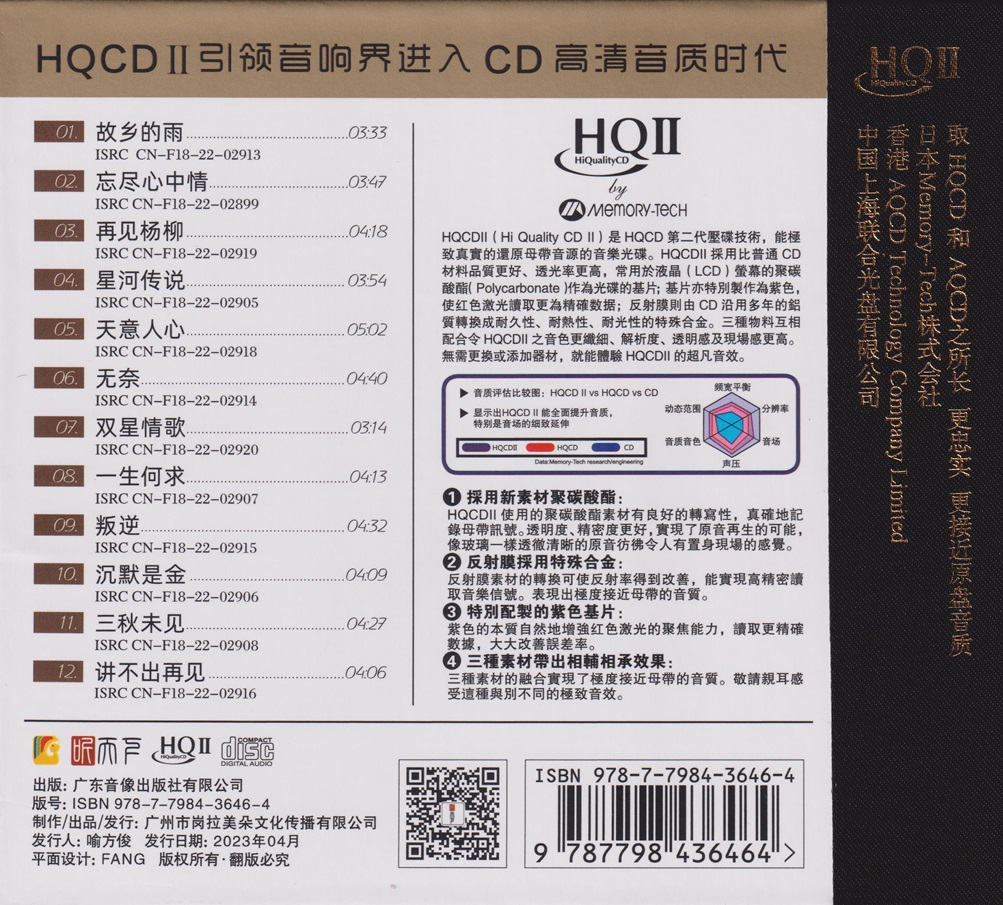 HQCD II 引领音响界进入 CD 高清音质时代
01. 故乡的雨 03:33
ISRC CN-F18-22-02913
02. 忘尽心中情 03:47
ISRC CN-F18-22-02899
03. 再见杨柳 04:18
ISRC CN-F18-22-02919
04. 星河传说 03:54
ISRC CN-F18-22-02905
05. 天意人心 05:02
ISRC CN-F18-22-02918
06. 无奈 04:40
ISRC CN-F18-22-02914
07. 双星情歌 03:14
ISRC CN-F18-22-02920
08. 一生何求 04:13
ISRC CN-F18-22-02907
09. 叛逆 04:32
ISRC CN-F18-22-02915
10. 沉默是金 04:09
ISRC CN-F18-22-02906
11. 三秋未见 04:27
ISRC CN-F18-22-02908
12. 讲不出再见 04:06
ISRC CN-F18-22-02916
HQII
HiQualityCD
by
MEMORY-TECH
HQCDII ( Hi Quality CD II ) 是 HQCD 第二代壓碟技術，能極
致真實的還原母帶音源的音樂光碟。HQCDII 採用比普通 CD
材料品質更好、透光率更高，常用於液晶 ( LCD ) 螢幕的聚碳
酸酯( Polycarbonate )作為光碟的基片; 基片亦特別製作為紫色，
使红色激光讀取更為精確数据; 反射膜則由 CD 沿用多年的鋁
質轉換成耐久性、耐熱性、耐光性的特殊合金。三種物料互相
配合令 HQCDII 之音色更纖細、解析度、透明感及現場感更高。
無需更換或添加器材，就能體驗 HQCDII 的超凡音效。
▶ 音质评估比较图: HQCD II vs HQCD vs CD
▶ 显示出HQCD II 能全面提升音质，
特别是音场的细致延伸
HQCDII HQCD CD
Data:Memory-Tech research/engineering
频宽平衡
动态范围
分辨率
音质音色
音场
声压
1 採用新素材聚碳酸酯:
HQCDII 使用的聚碳酸酯素材有良好的轉寫性，真確地記
錄母帶訊號。透明度、精密度更好,實現了原音再生的可能，
像玻璃一樣透徹清晰的原音彷彿令人有置身現場的感覺。
2 反射膜採用特殊合金:
反射膜素材的轉換可使反射率得到改善，能實現高精密讀
取音樂信號。表現出極度接近母帶的音質。
3 特別配製的紫色基片:
紫色的本質自然地增強红色激光的聚焦能力，讀取更精確
數據，大大改善誤差率。
4 三種素材帶出相輔相承效果:
三種素材的融合實現了極度接近母帶的音質。敬請親耳感
受這種與別不同的極致音效。
昕天下
HQII
HiQualityCD
COMPACT
disc
DIGITAL AUDIO
出版: 广东音像出版社有限公司
版号: ISBN 978-7-7984-3646-4
制作/出品/发行: 广州市岗拉美朵文化传播有限公司
发行人: 喻方俊 发行日期: 2023年04月
平面设计: FANG 版权所有·翻版必究
ISBN 978-7-7984-3646-4
9 787798 436464 >
HQII
HiQualityCD
取 HQCD 和 AQCD之所长 更忠实 更接近原盘音质
日本Memory-Tech株式会社
香港 AQCD Technology Company Limited
中国上海联合光盘有限公司